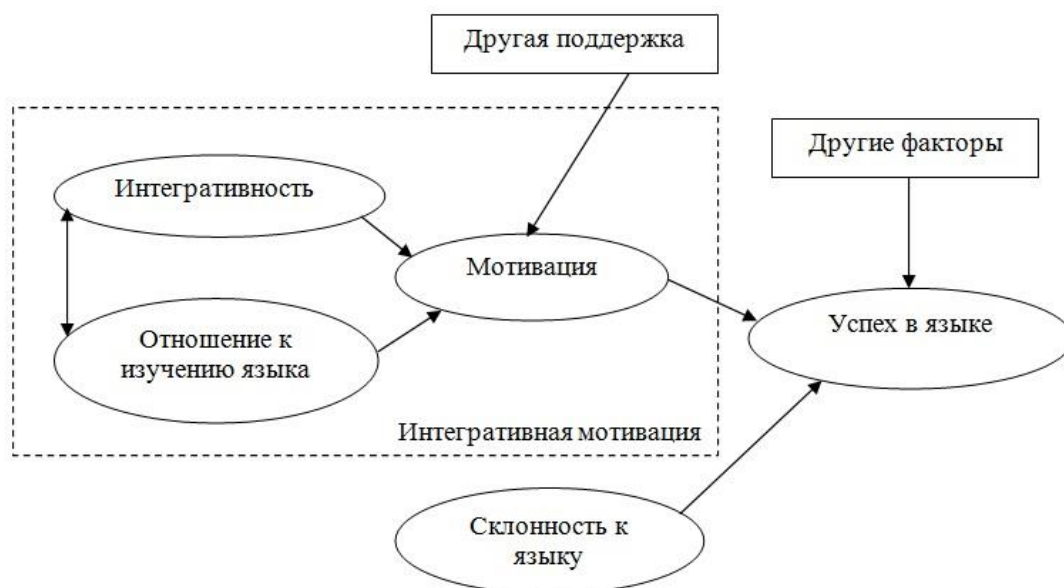 Другая поддержка
Другие факторы
Интегративность
Мотивация
Успех в языке
Отношение к
изучению языка
Интегративная мотивация
Склонность к
языку